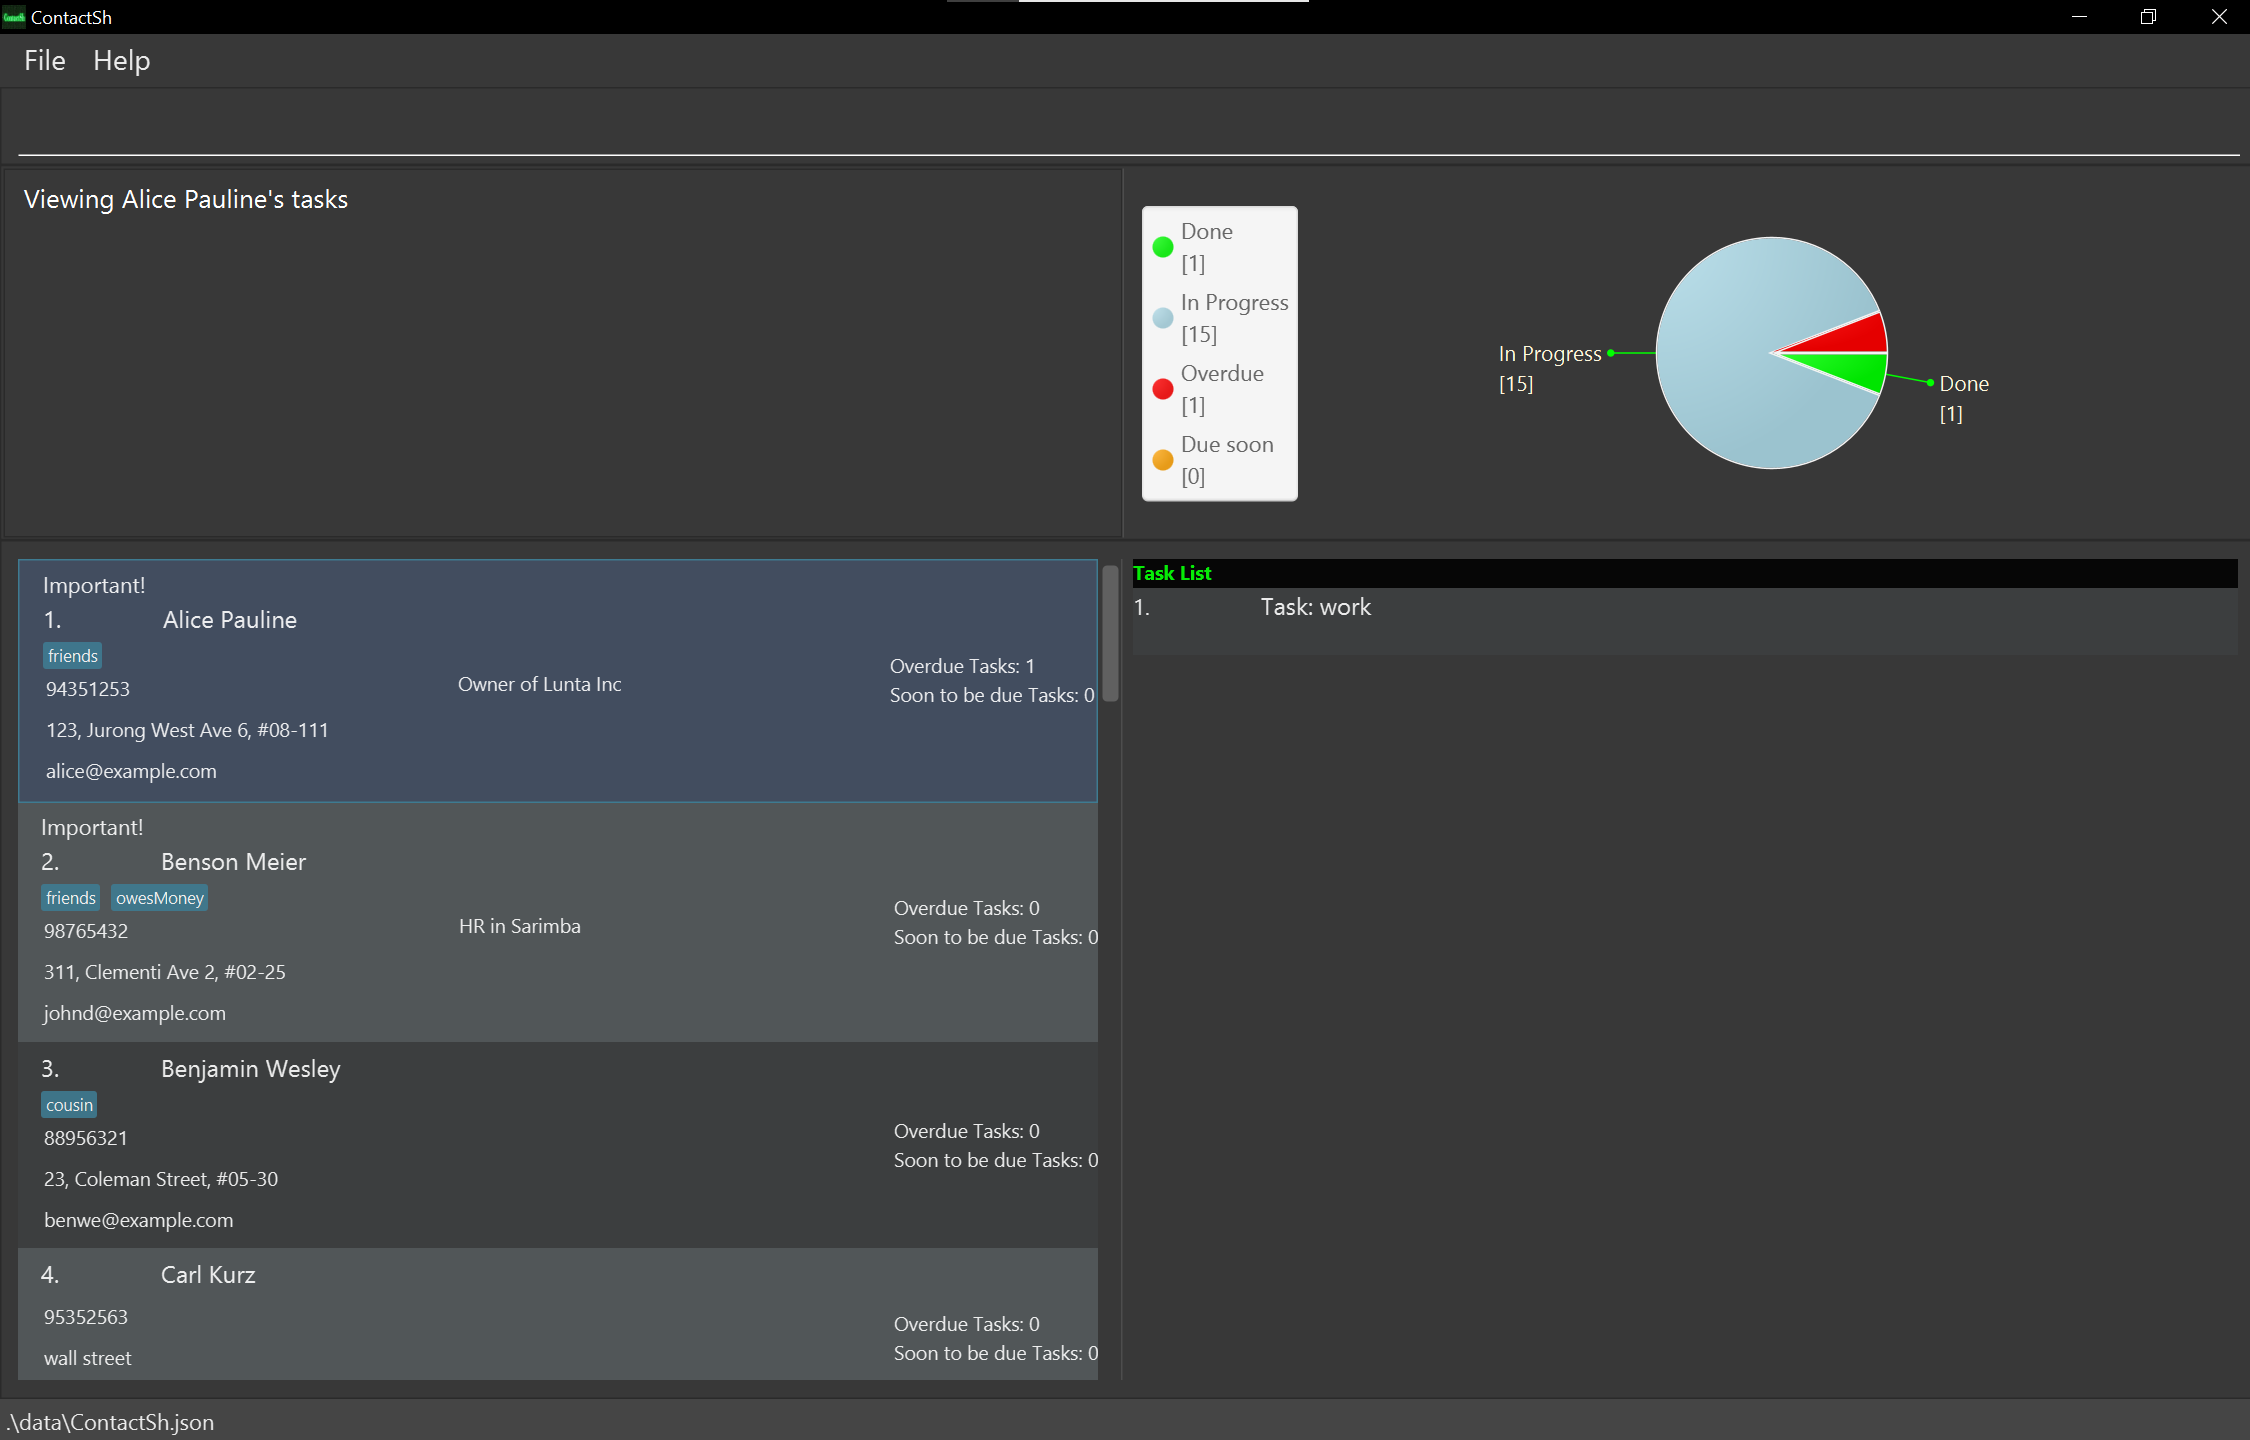 ContactSh
File Help
Viewing Alice Pauline's tasks
Done
[1]
In Progress
[15]
Overdue
[1]
Due soon
[0]
In Progress
[15]
Done
[1]
Important!
1. Alice Pauline
friends
94351253
123, Jurong West Ave 6, #08-111
alice@example.com
Owner of Lunta Inc
Overdue Tasks: 1
Soon to be due Tasks: 0
Important!
2. Benson Meier
friends owesMoney
98765432
311, Clementi Ave 2, #02-25
johnd@example.com
HR in Sarimba
Overdue Tasks: 0
Soon to be due Tasks: 0
3. Benjamin Wesley
cousin
88956321
23, Coleman Street, #05-30
benwe@example.com
Overdue Tasks: 0
Soon to be due Tasks: 0
4. Carl Kurz
95352563
wall street
Overdue Tasks: 0
Soon to be due Tasks: 0
Task List
1. Task: work
.\data\ContactSh.json